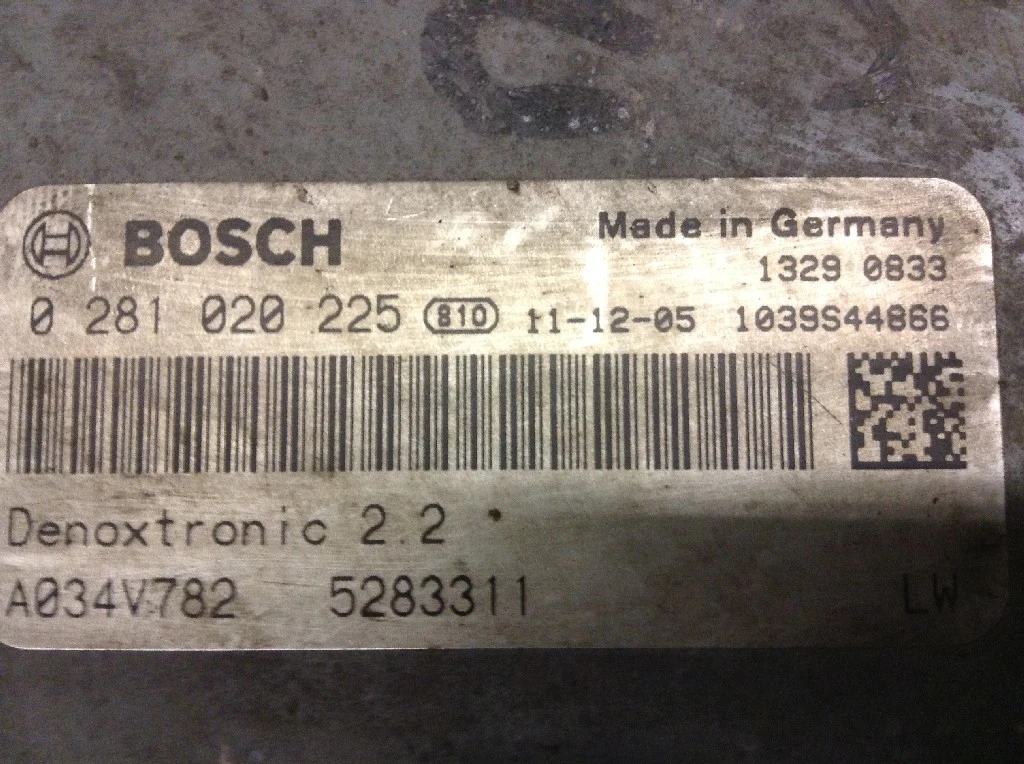 BOSCH
Made in Germany
1329 0833
0 281 020 225 810 11-12-05 1039S44866
Denoxtronic 2.2
A034V782 5283311 LW